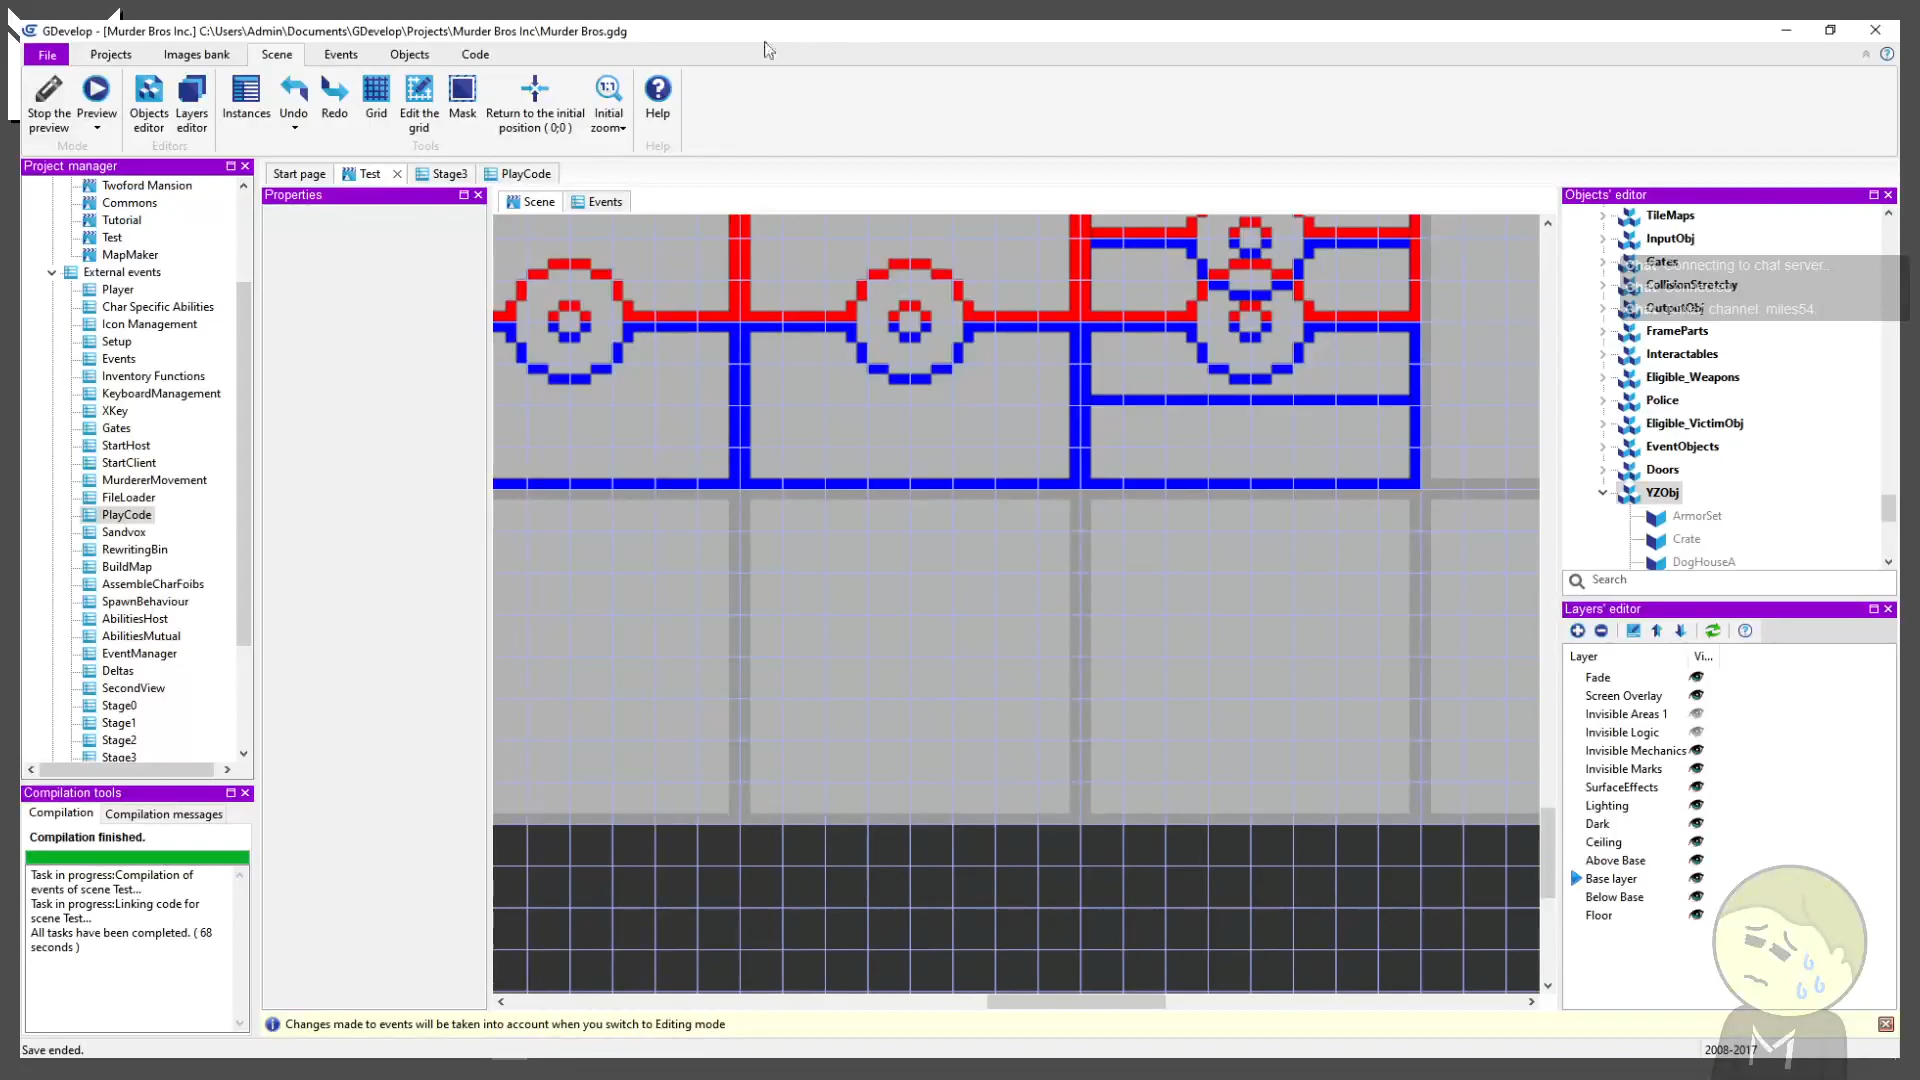 GDevelop - [Murder Bros Inc.] C:\Users\Admin\Documents\GDevelop\Projects\Murder Bros Inc\Murder Bros.gdg
File
Projects
Images bank
Scene
Events
Objects
Code
Stop the preview
Preview
Objects editor
Layers editor
Instances
Undo
Redo
Grid
Edit the grid
Mask
Return to the initial position ( 0;0 )
Initial zoom
Help
Mode
Editors
Tools
Help
Project manager
Twoford Mansion
Commons
Tutorial
Test
MapMaker
External events
Player
Char Specific Abilities
Icon Management
Setup
Events
Inventory Functions
KeyboardManagement
XKey
Gates
StartHost
StartClient
MurdererMovement
FileLoader
PlayCode
Sandvox
RewritingBin
BuildMap
AssembleCharFoibs
SpawnBehaviour
AbilitiesHost
AbilitiesMutual
EventManager
Deltas
SecondView
Stage0
Stage1
Stage2
Stage3
Compilation tools
Compilation
Compilation messages
Compilation finished.
Task in progress:Compilation of
events of scene Test...
Task in progress:Linking code for
scene Test...
All tasks have been completed. ( 68
seconds )
Save ended.
Start page
Test
Stage3
PlayCode
Properties
Scene
Events
Changes made to events will be taken into account when you switch to Editing mode
Objects' editor
TileMaps
InputObj
Gates
Chat: Connecting to chat server..
CollisionStretchy
OutputObj
channel: miles54.
FrameParts
Interactables
Eligible_Weapons
Police
Eligible_VictimObj
EventObjects
Doors
YZObj
ArmorSet
Crate
DogHouseA
Search
Layers' editor
Layer
Vi...
Fade
Screen Overlay
Invisible Areas 1
Invisible Logic
Invisible Mechanics
Invisible Marks
SurfaceEffects
Lighting
Dark
Ceiling
Above Base
Base layer
Below Base
Floor
2008-2017